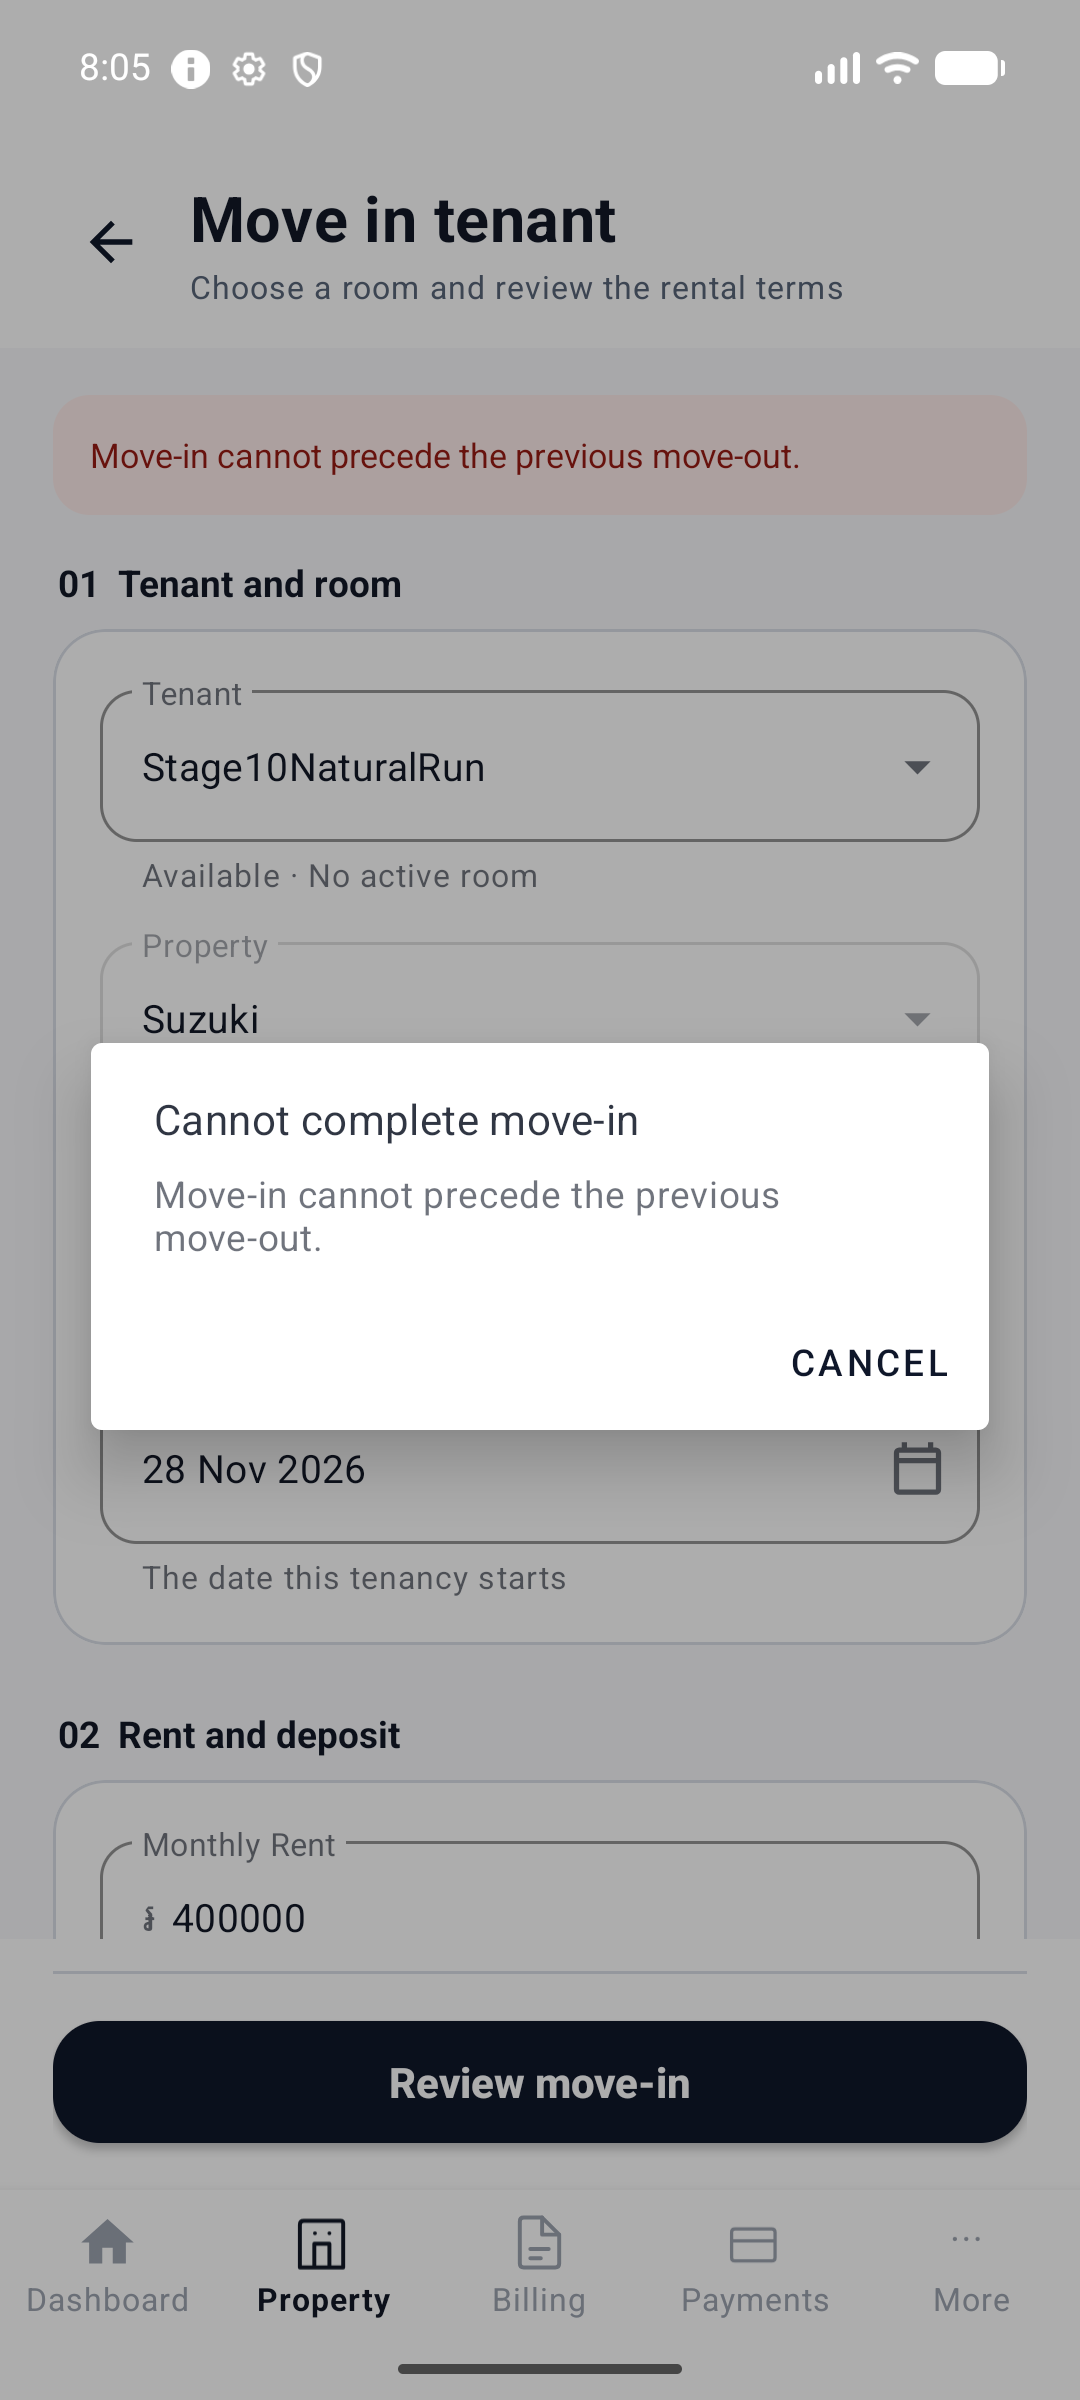 8:05
Move in tenant
Choose a room and review the rental terms
Move-in cannot precede the previous move-out.
01 Tenant and room
Tenant
Stage10NaturalRun
Available · No active room
Property
Suzuki
Cannot complete move-in
Move-in cannot precede the previous
move-out.
CANCEL
28 Nov 2026
The date this tenancy starts
02 Rent and deposit
Monthly Rent
400000
Review move-in
Dashboard
Property
Billing
Payments
More